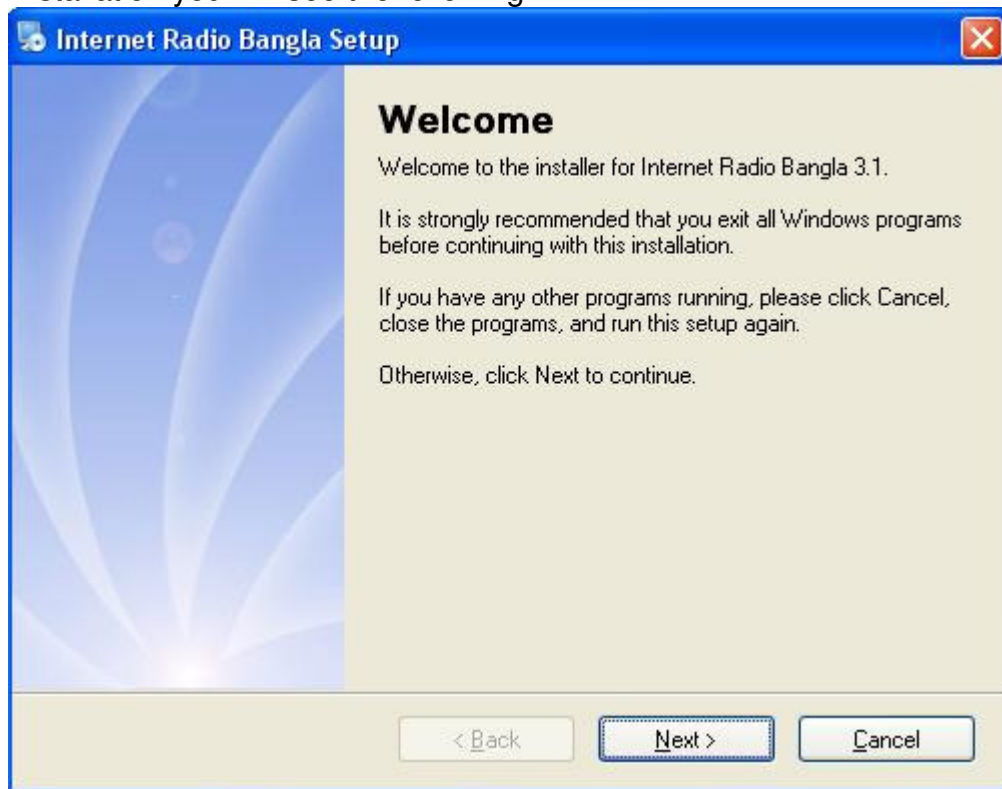 Internet Radio Bangla Setup
Welcome
Welcome to the installer for Internet Radio Bangla 3.1.
It is strongly recommended that you exit all Windows programs
before continuing with this installation.
If you have any other programs running, please click Cancel,
close the programs, and run this setup again.
Otherwise, click Next to continue.
< Back
Next >
Cancel